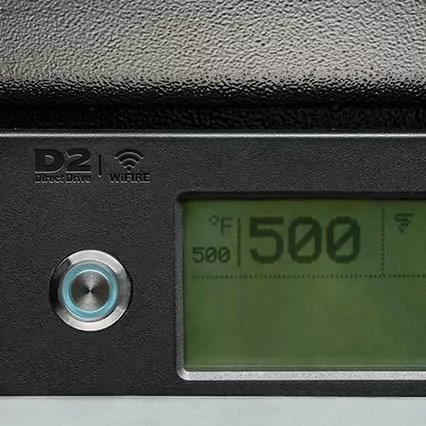 D2 | WiFIRE
Direct Drive
°F 500
500